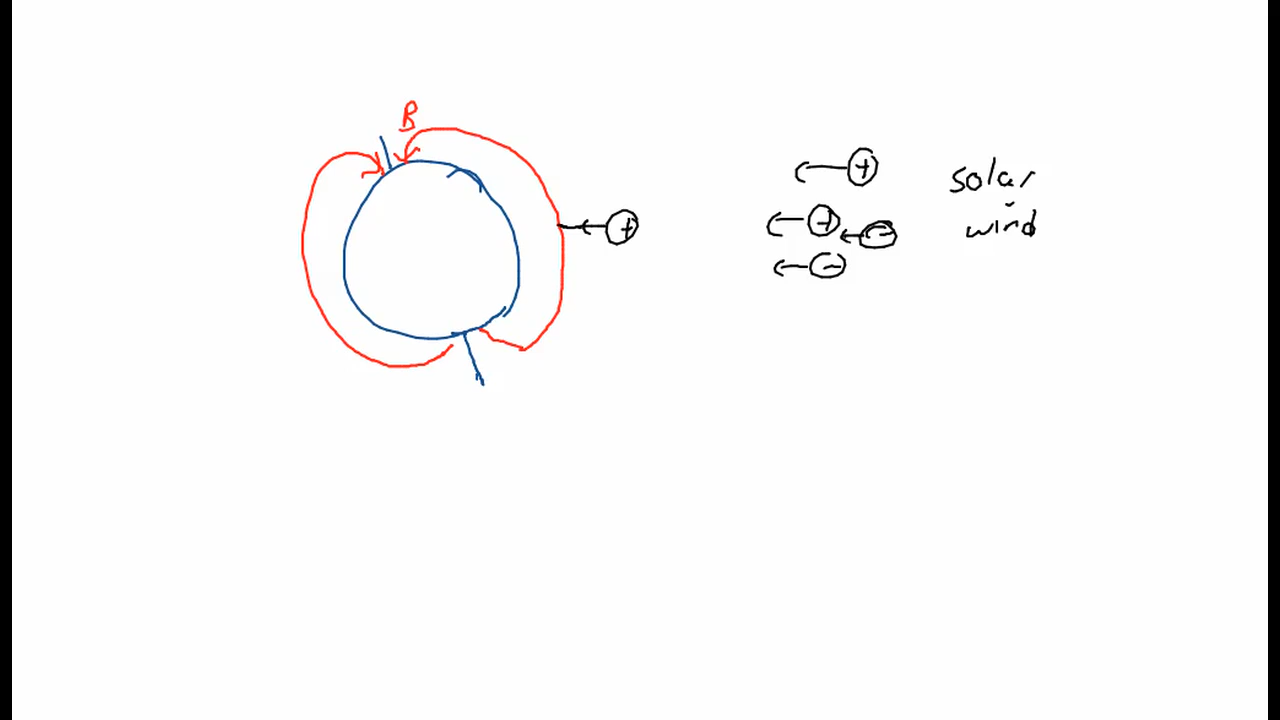 B
+
solar
+
+
-
wind
-